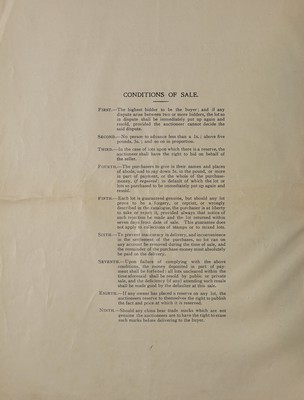 CONDITIONS OF SALE.
FIRST.—The highest bidder to be the buyer; and if any
dispute arise between two or more bidders, the lot so
in dispute shall be immediately put up again and
resold, provided the auctioneer cannot decide the
said dispute.
SECOND.—No person to advance less than 1s.; above five
pounds, 5s.; and so on in proportion.
THIRD.—In the case of lots upon which there is a reserve, the
auctioneer shall have the right to bid on behalf of
the seller.
FOURTH.—The purchasers to give in their names and places
of abode, and to pay down 5s. in the pound, or more
in part of payment, or the whole of the purchase-
money, if required; in default of which the lot or
lots so purchased to be immediately put up again and
resold.
FIFTH.—Each lot is guaranteed genuine, but should any lot
prove to be a forgery, or reprint, or wrongly
described in the catalogue, the purchaser is at liberty
to take or reject it, provided always that notice of
such rejection be made and the lot returned within
seven days from date of sale. This guarantee does
not apply to collections of stamps or to mixed lots.
SIXTH.—To prevent inaccuracy in delivery, and inconvenience
in the settlement of the purchases, no lot can on
any account be removed during the time of sale, and
the remainder of the purchase-money must absolutely
be paid on the delivery.
SEVENTH.—Upon failure of complying with the above
conditions, the money deposited in part of pay-
ment shall be forfeited; all lots uncleared within the
time aforesaid shall be resold by public or private
sale, and the deficiency (if any) attending such resale
shall be made good by the defaulter at this sale.
EIGHTH.—If any owner has placed a reserve on any lot, the
auctioneers reserve to themselves the right to publish
the fact and price at which it is reserved.
NINTH.—Should any china bear trade marks which are not
genuine the auctioneers are to have the right to erase
such marks before delivering to the buyer.